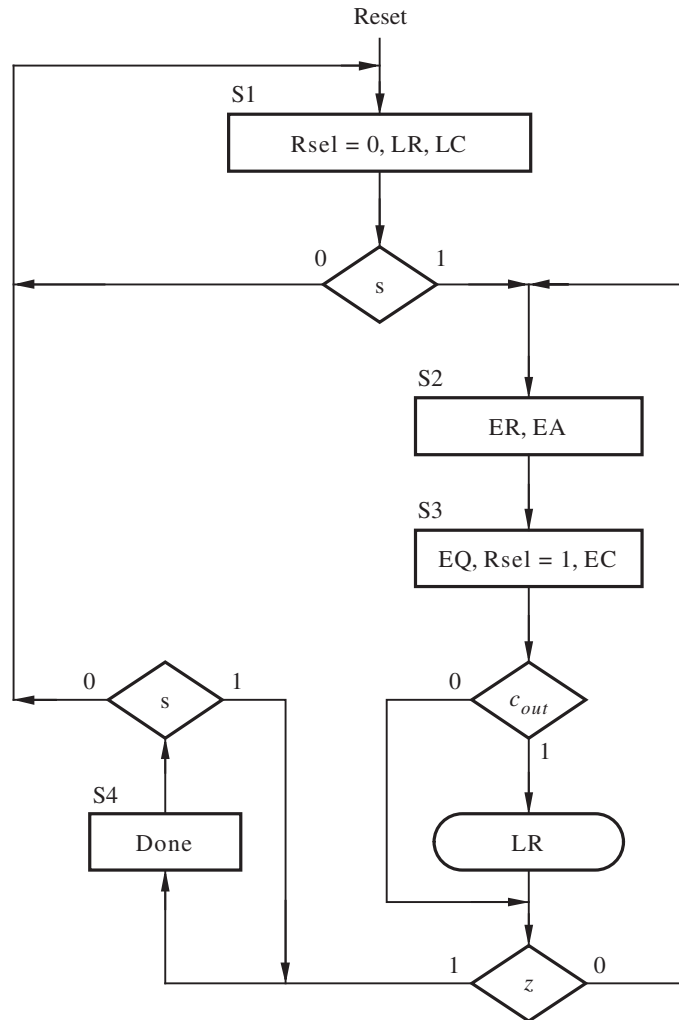 Reset
S1
Rsel = 0, LR, LC
0
s
1
S2
ER, EA
S3
EQ, Rsel = 1, EC
0
s
1
0
c_out
1
S4
Done
LR
1
z
0